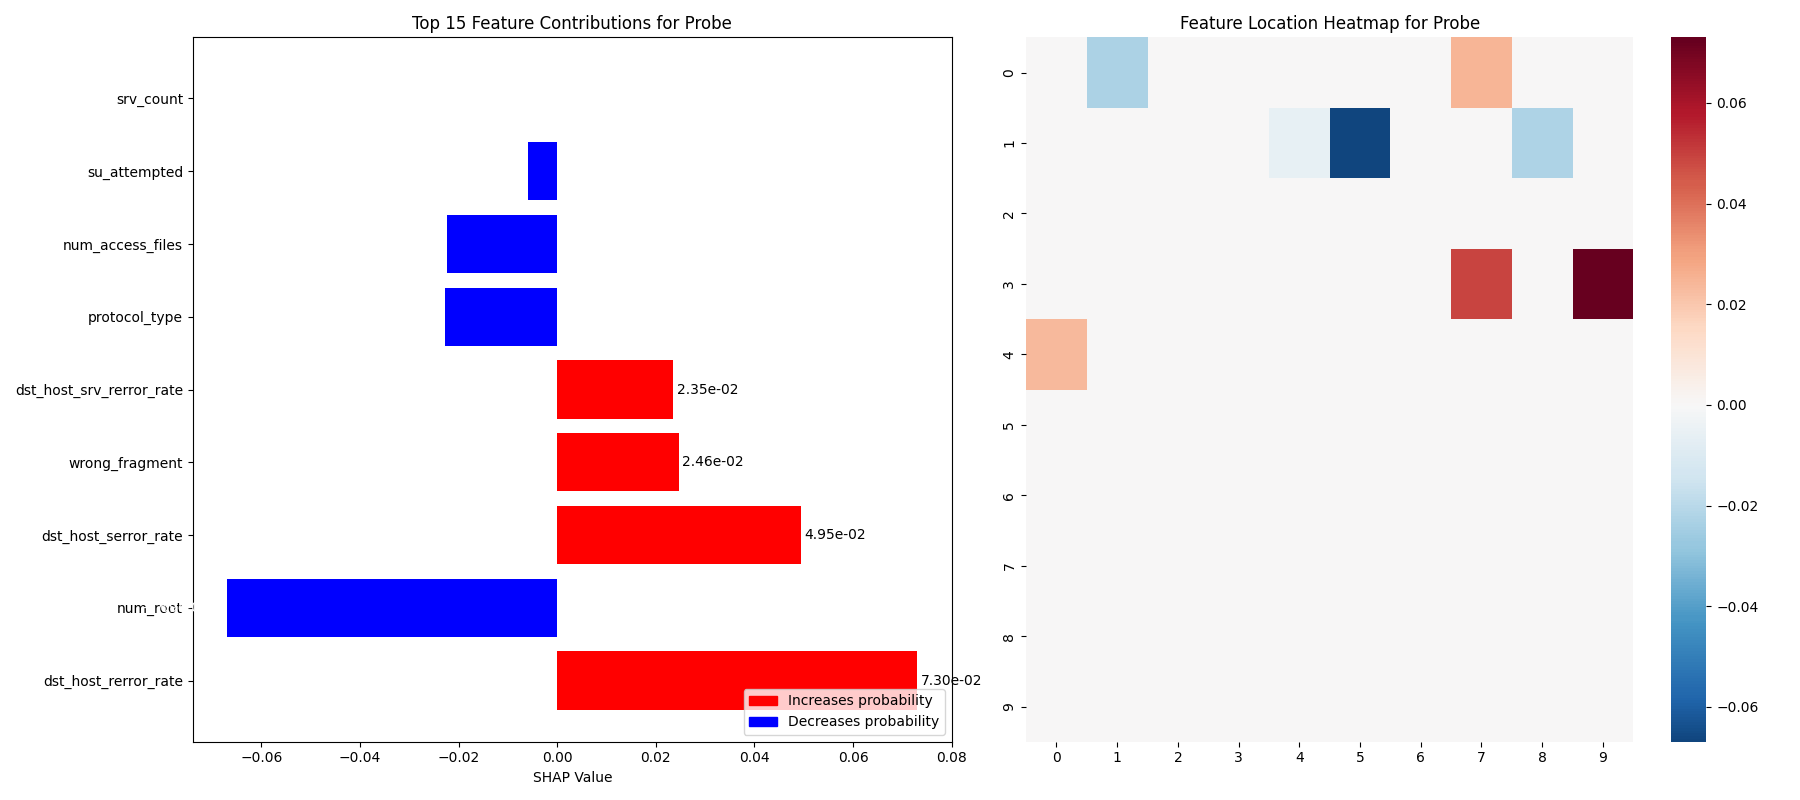 Top 15 Feature Contributions for Probe
srv_count
su_attempted
num_access_files
protocol_type
dst_host_srv_rerror_rate
2.35e-02
wrong_fragment
2.46e-02
dst_host_serror_rate
4.95e-02
num_root
dst_host_rerror_rate
7.30e-02
Increases probability
Decreases probability
−0.06
−0.04
−0.02
0.00
0.02
0.04
0.06
0.08
SHAP Value
Feature Location Heatmap for Probe
0
1
2
3
4
5
6
7
8
9
0
1
2
3
4
5
6
7
8
9
0.06
0.04
0.02
0.00
−0.02
−0.04
−0.06